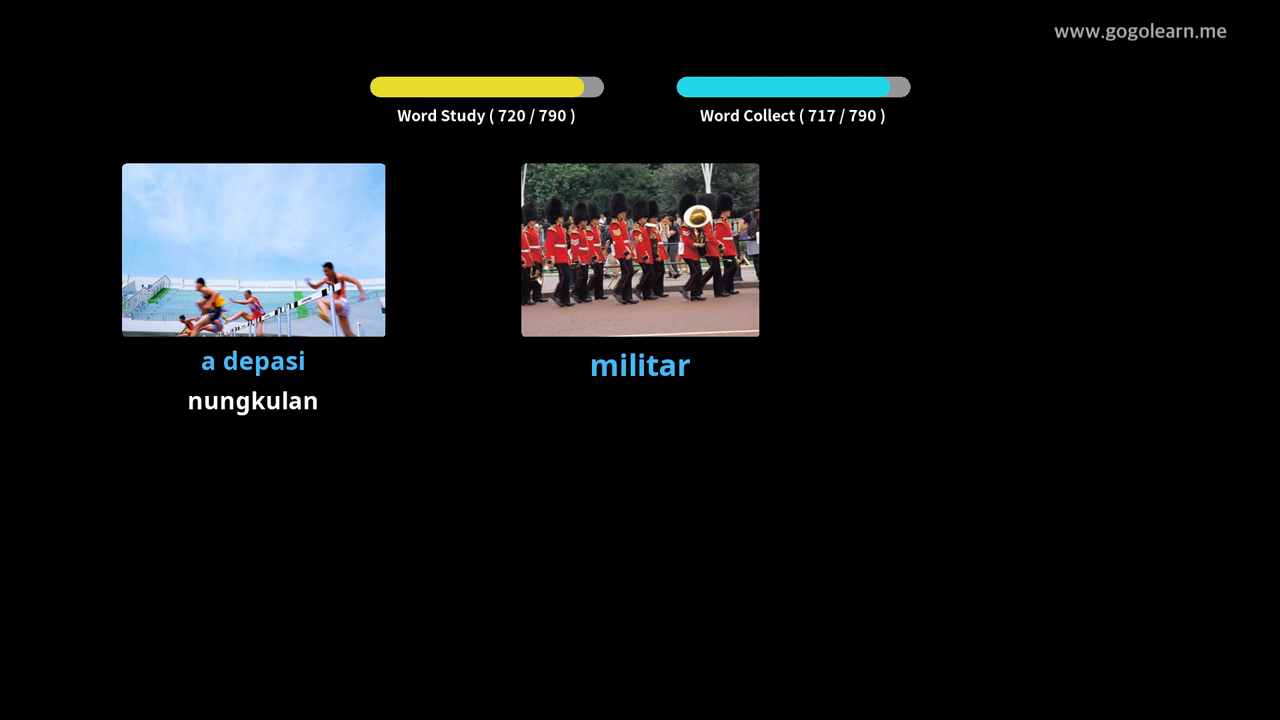 www.gogolearn.me
Word Study ( 720 / 790 )
Word Collect ( 717 / 790 )
a depasi
nungkulan
militar